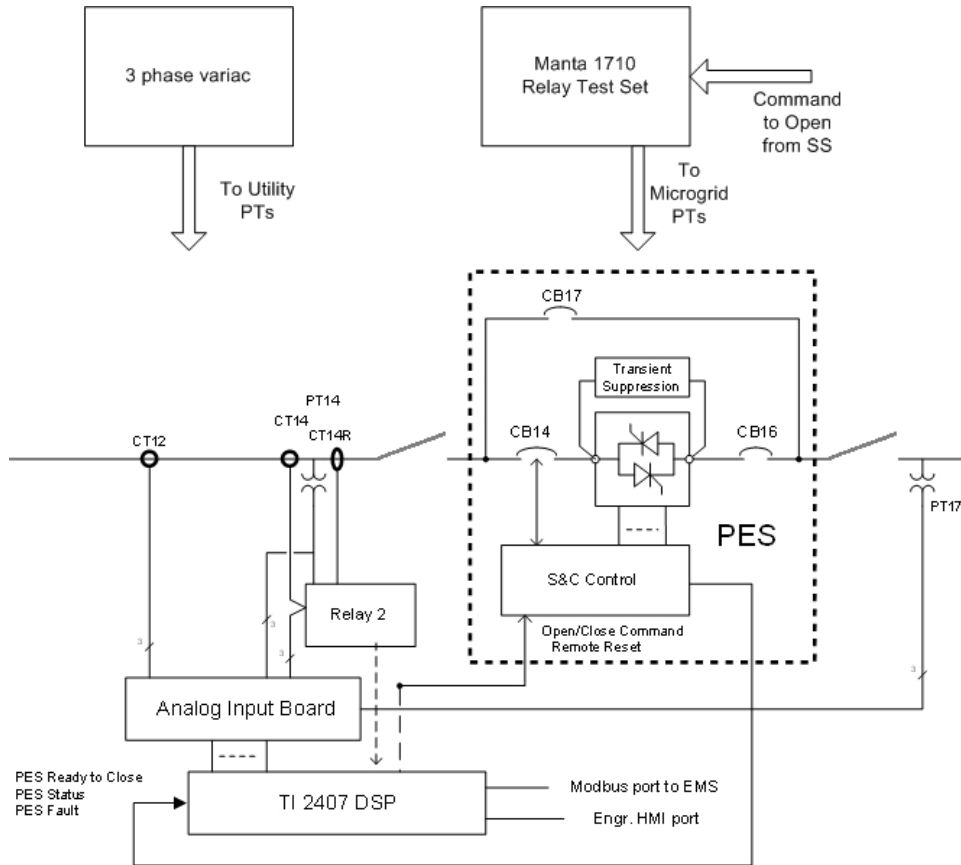 3 phase variac
Manta 1710
Relay Test Set
Command
to Open
from SS
To Utility
PTs
To
Microgrid
PTs
CB17
Transient
Suppression
PT14
CT14
CT14R
CT12
CB14
CB16
PT17
PES
S&C Control
Relay 2
Open/Close Command
Remote Reset
3
3
3
3
Analog Input Board
PES Ready to Close
PES Status
PES Fault
TI 2407 DSP
Modbus port to EMS
Engr. HMI port